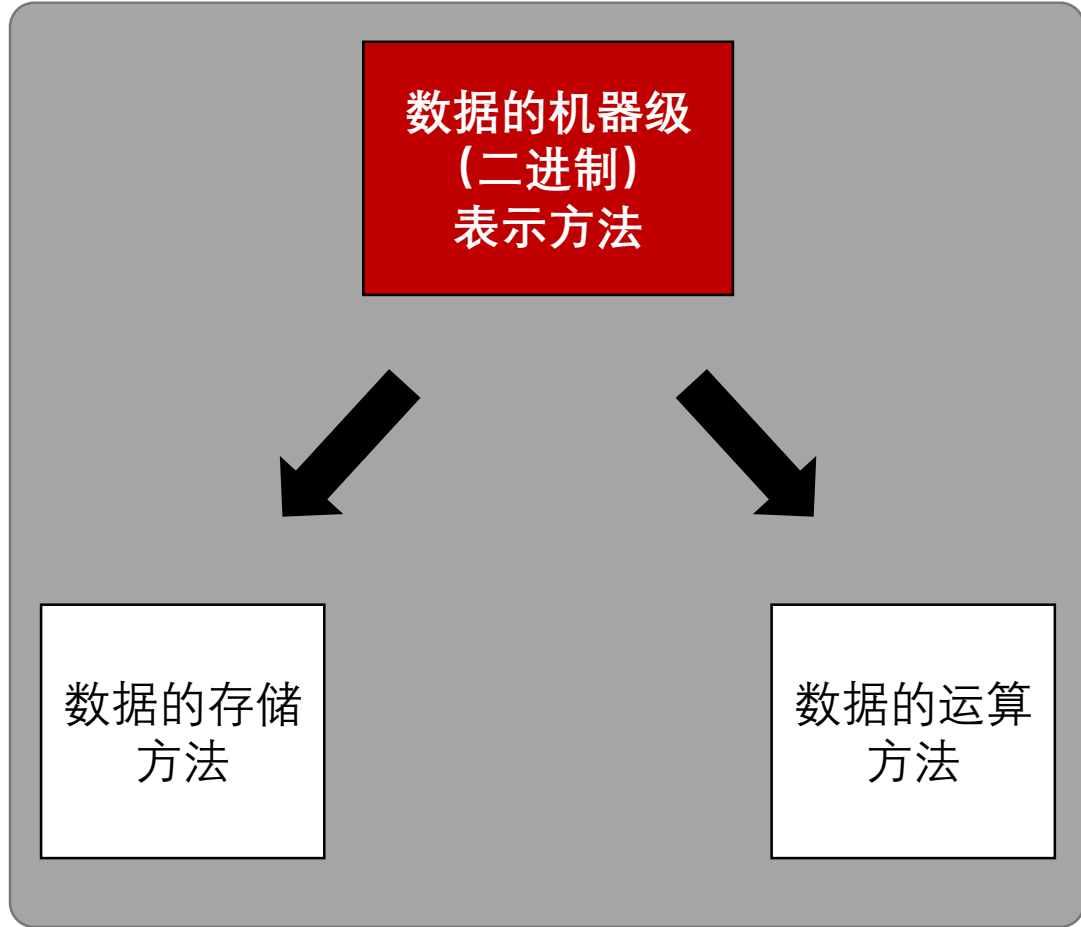 数据的机器级
（二进制）
表示方法
数据的存储
方法
数据的运算
方法